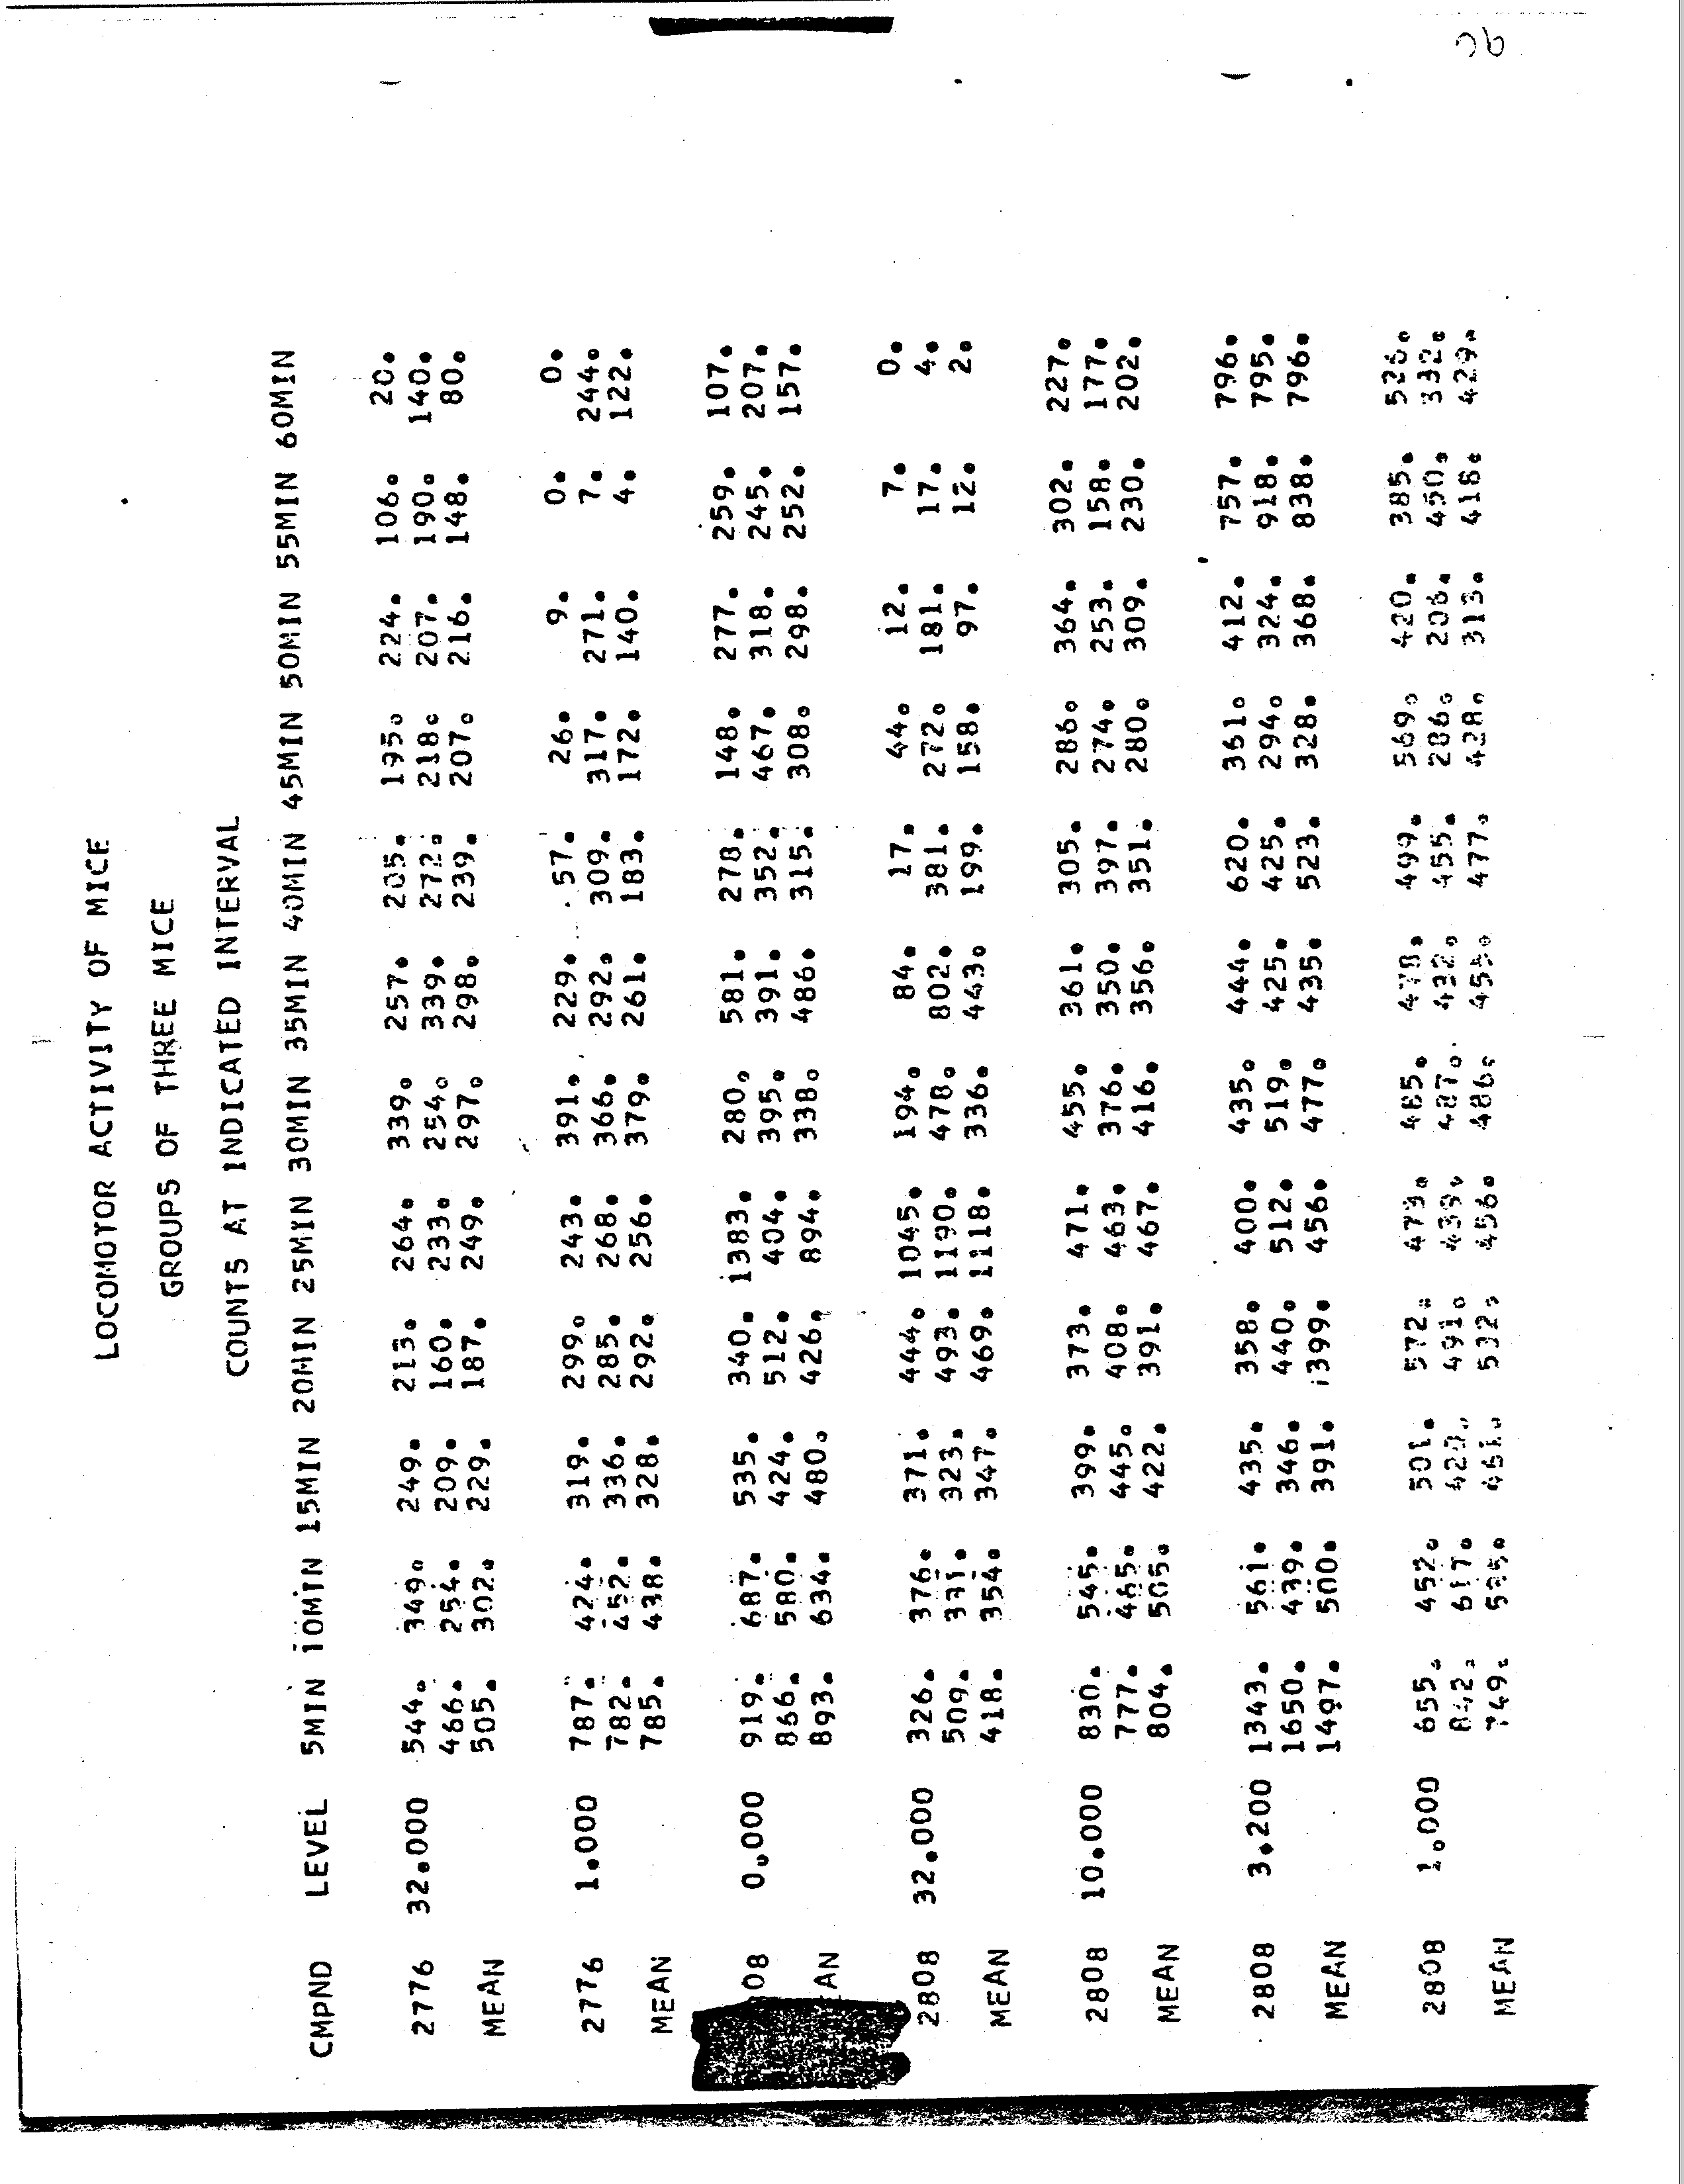 LOCOMOTOR ACTIVITY OF MICE
GROUPS OF THREE MICE
COUNTS AT INDICATED INTERVAL
CMPND LEVEL 5MIN 10MIN 15MIN 20MIN 25MIN 30MIN 35MIN 40MIN 45MIN 50MIN 55MIN 60MIN
2776 32.000 544. 349. 249. 213. 264. 339. 257. 205. 195. 224. 106. 20.
466. 254. 209. 160. 233. 254. 339. 272. 218. 207. 190. 140.
MEAN 505. 302. 229. 187. 249. 297. 298. 239. 207. 216. 148. 80.
2776 1.000 787. 424. 319. 299. 243. 391. 229. 57. 26. 9. 0. 0.
782. 452. 336. 285. 268. 366. 292. 309. 317. 271. 7. 244.
MEAN 785. 438. 328. 292. 256. 379. 261. 183. 172. 140. 4. 122.
08 0.000 919. 687. 535. 340. 1383. 280. 581. 278. 148. 277. 259. 107.
866. 580. 424. 512. 404. 395. 391. 352. 467. 318. 245. 207.
EAN 893. 634. 480. 426. 894. 338. 486. 315. 308. 298. 252. 157.
2808 32.000 326. 376. 371. 444. 1045. 194. 84. 17. 44. 12. 7. 0.
509. 331. 323. 493. 1190. 478. 802. 381. 272. 181. 17. 4.
MEAN 418. 354. 347. 469. 1118. 336. 443. 199. 158. 97. 12. 2.
2808 10.000 830. 545. 399. 373. 471. 455. 361. 305. 286. 364. 302. 227.
777. 465. 445. 408. 463. 376. 350. 397. 274. 253. 158. 177.
MEAN 804. 505. 422. 391. 467. 416. 356. 351. 280. 309. 230. 202.
2808 3.200 1343. 561. 435. 358. 400. 435. 444. 620. 361. 412. 757. 796.
1650. 439. 346. 440. 512. 519. 425. 425. 294. 324. 918. 795.
MEAN 1497. 500. 391. 399. 456. 477. 435. 523. 328. 368. 838. 796.
2808 1.000 655. 452. 501. 572. 473. 485. 478. 499. 569. 420. 385. 526.
842. 617. 420. 491. 439. 487. 432. 455. 286. 206. 450. 332.
MEAN 749. 535. 461. 532. 456. 486. 455. 477. 428. 313. 418. 429.